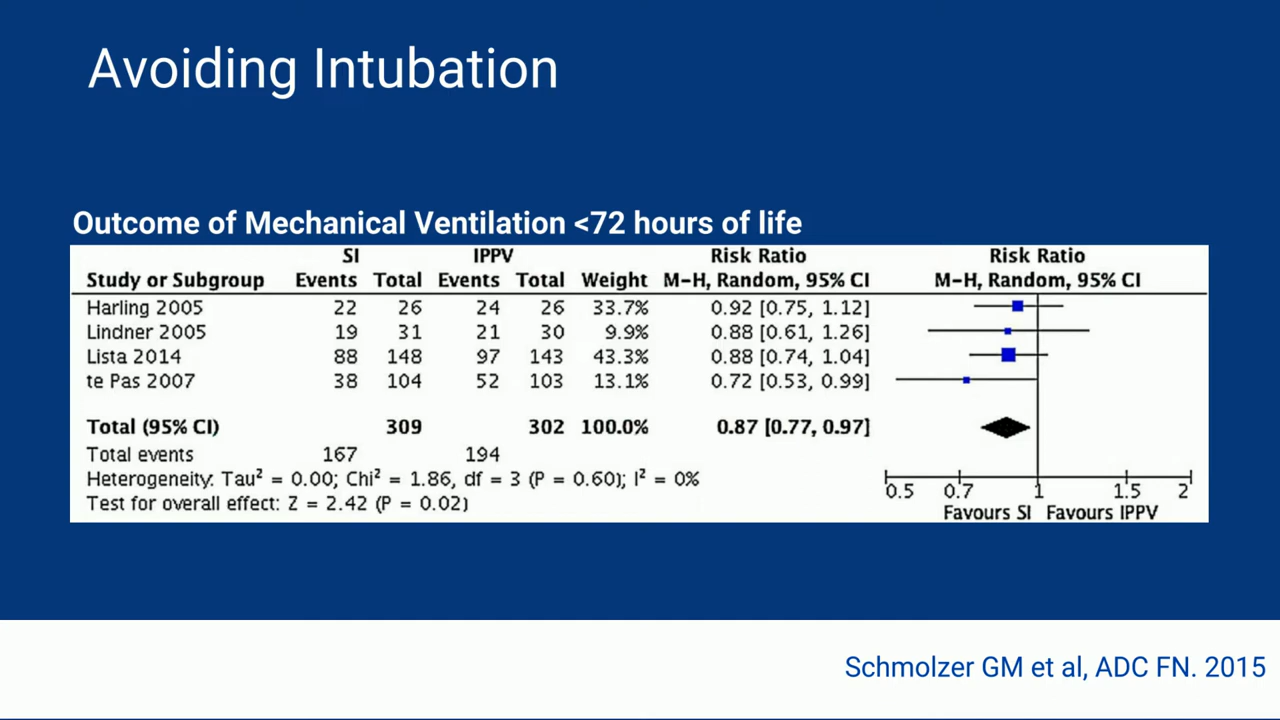 Avoiding Intubation
Outcome of Mechanical Ventilation <72 hours of life
SI IPPV Risk Ratio Risk Ratio
Study or Subgroup Events Total Events Total Weight M-H, Random, 95% CI M-H, Random, 95% CI
Harling 2005 22 26 24 26 33.7% 0.92 [0.75, 1.12]
Lindner 2005 19 31 21 30 9.9% 0.88 [0.61, 1.26]
Lista 2014 88 148 97 143 43.3% 0.88 [0.74, 1.04]
te Pas 2007 38 104 52 103 13.1% 0.72 [0.53, 0.99]
Total (95% CI) 309 302 100.0% 0.87 [0.77, 0.97]
Total events 167 194
Heterogeneity: Tau² = 0.00; Chi² = 1.86, df = 3 (P = 0.60); I² = 0%
Test for overall effect: Z = 2.42 (P = 0.02)
0.5 0.7 1 1.5 2
Favours SI Favours IPPV
Schmolzer GM et al, ADC FN. 2015